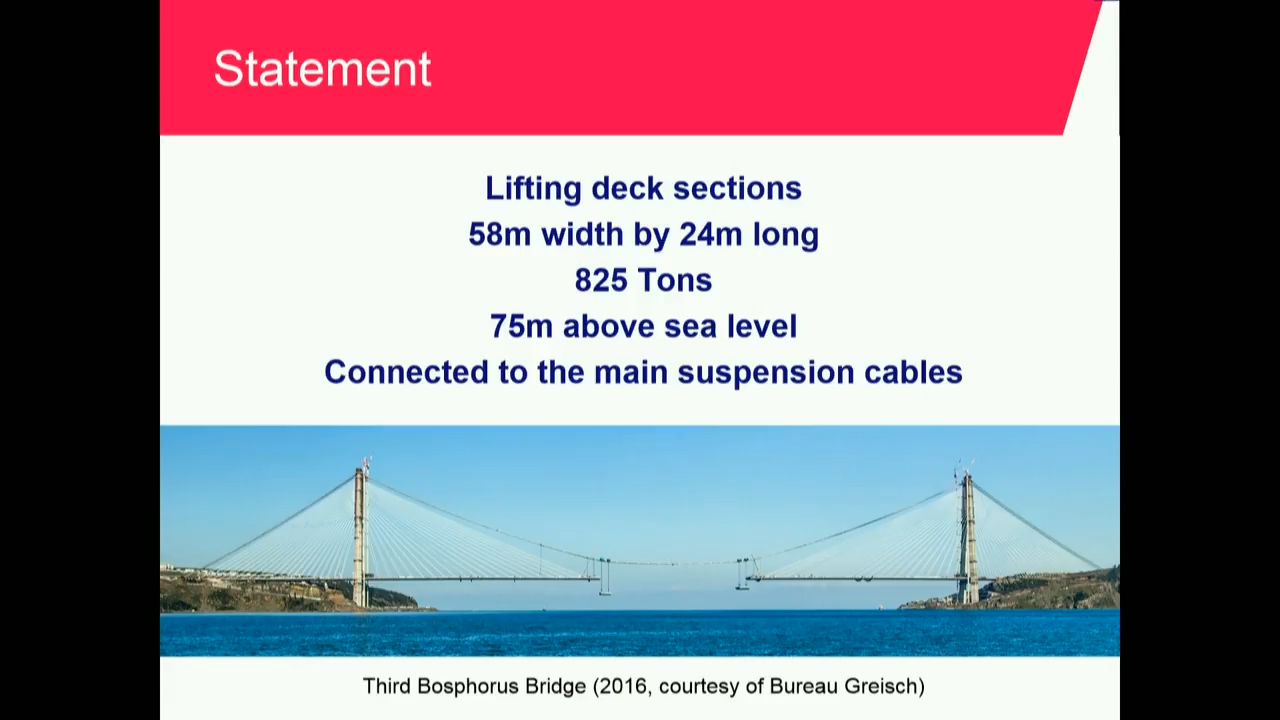 Statement
Lifting deck sections
58m width by 24m long
825 Tons
75m above sea level
Connected to the main suspension cables
Third Bosphorus Bridge (2016, courtesy of Bureau Greisch)